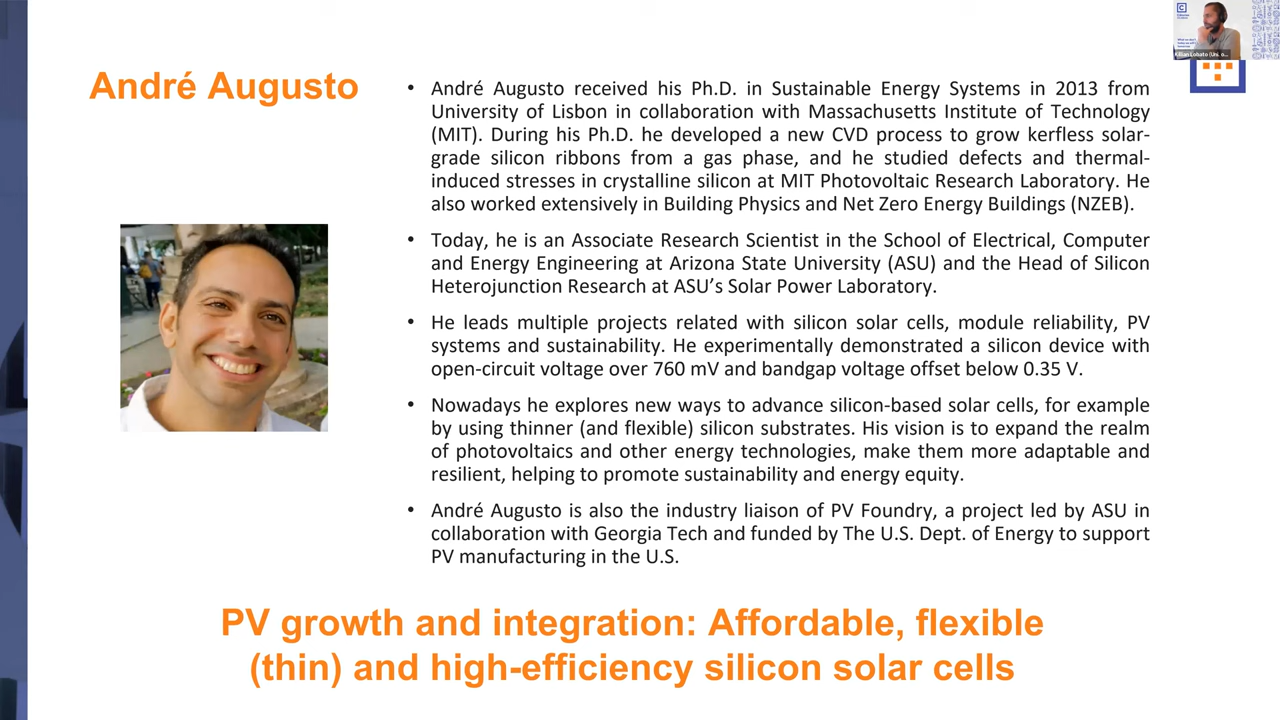 André Augusto
• André Augusto received his Ph.D. in Sustainable Energy Systems in 2013 from
University of Lisbon in collaboration with Massachusetts Institute of Technology
(MIT). During his Ph.D. he developed a new CVD process to grow kerfless solar-
grade silicon ribbons from a gas phase, and he studied defects and thermal-
induced stresses in crystalline silicon at MIT Photovoltaic Research Laboratory. He
also worked extensively in Building Physics and Net Zero Energy Buildings (NZEB).
• Today, he is an Associate Research Scientist in the School of Electrical, Computer
and Energy Engineering at Arizona State University (ASU) and the Head of Silicon
Heterojunction Research at ASU’s Solar Power Laboratory.
• He leads multiple projects related with silicon solar cells, module reliability, PV
systems and sustainability. He experimentally demonstrated a silicon device with
open-circuit voltage over 760 mV and bandgap voltage offset below 0.35 V.
• Nowadays he explores new ways to advance silicon-based solar cells, for example
by using thinner (and flexible) silicon substrates. His vision is to expand the realm
of photovoltaics and other energy technologies, make them more adaptable and
resilient, helping to promote sustainability and energy equity.
• André Augusto is also the industry liaison of PV Foundry, a project led by ASU in
collaboration with Georgia Tech and funded by The U.S. Dept. of Energy to support
PV manufacturing in the U.S.
PV growth and integration: Affordable, flexible
(thin) and high-efficiency silicon solar cells
Killian Lobato (Uni. o...